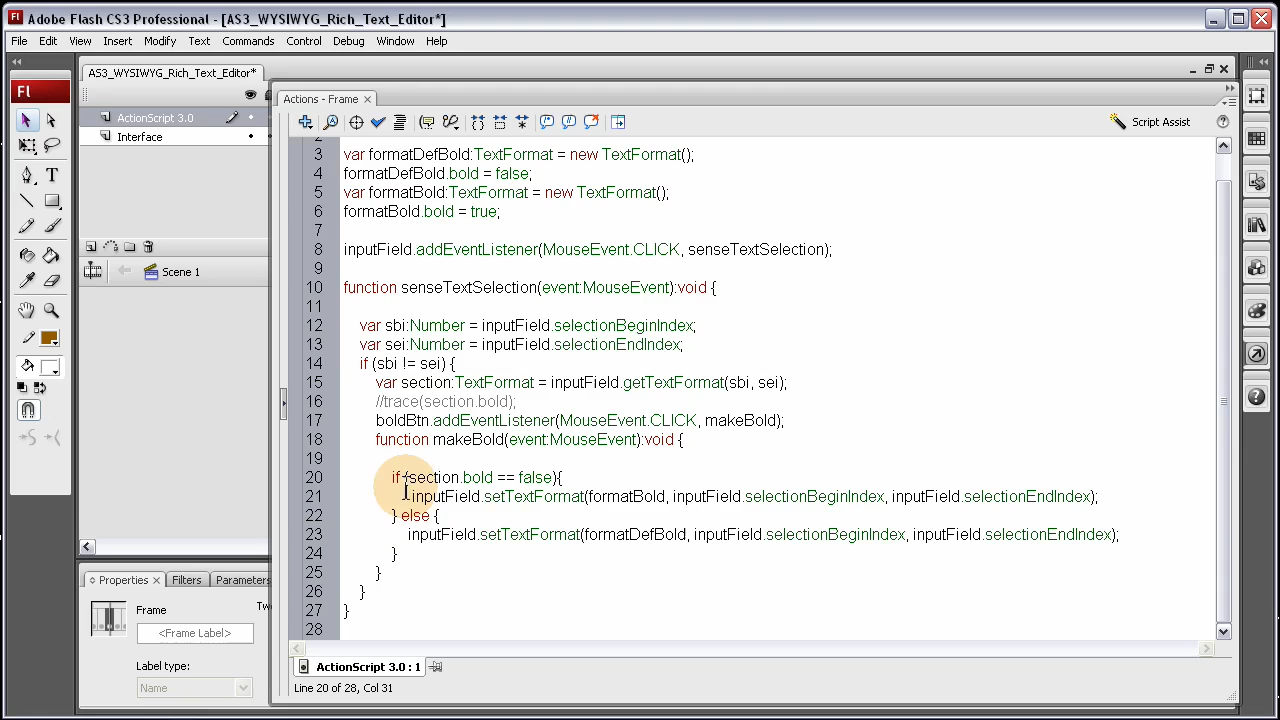 Adobe Flash CS3 Professional - [AS3_WYSIWYG_Rich_Text_Editor*]
File Edit View Insert Modify Text Commands Control Debug Window Help
AS3_WYSIWYG_Rich_Text_Editor*
Fl
Actions - Frame
ActionScript 3.0
Interface
Script Assist
3 var formatDefBold:TextFormat = new TextFormat();
4 formatDefBold.bold = false;
5 var formatBold:TextFormat = new TextFormat();
6 formatBold.bold = true;
7
8 inputField.addEventListener(MouseEvent.CLICK, senseTextSelection);
9
10 function senseTextSelection(event:MouseEvent):void {
11
12 var sbi:Number = inputField.selectionBeginIndex;
13 var sei:Number = inputField.selectionEndIndex;
14 if (sbi != sei) {
15 var section:TextFormat = inputField.getTextFormat(sbi, sei);
16 //trace(section.bold);
17 boldBtn.addEventListener(MouseEvent.CLICK, makeBold);
18 function makeBold(event:MouseEvent):void {
19
20 if (section.bold == false){
21 inputField.setTextFormat(formatBold, inputField.selectionBeginIndex, inputField.selectionEndIndex);
22 } else {
23 inputField.setTextFormat(formatDefBold, inputField.selectionBeginIndex, inputField.selectionEndIndex);
24 }
25 }
26 }
27 }
28
Scene 1
Properties Filters Parameters
Frame
<Frame Label>
Label type:
Name
ActionScript 3.0 : 1
Line 20 of 28, Col 31